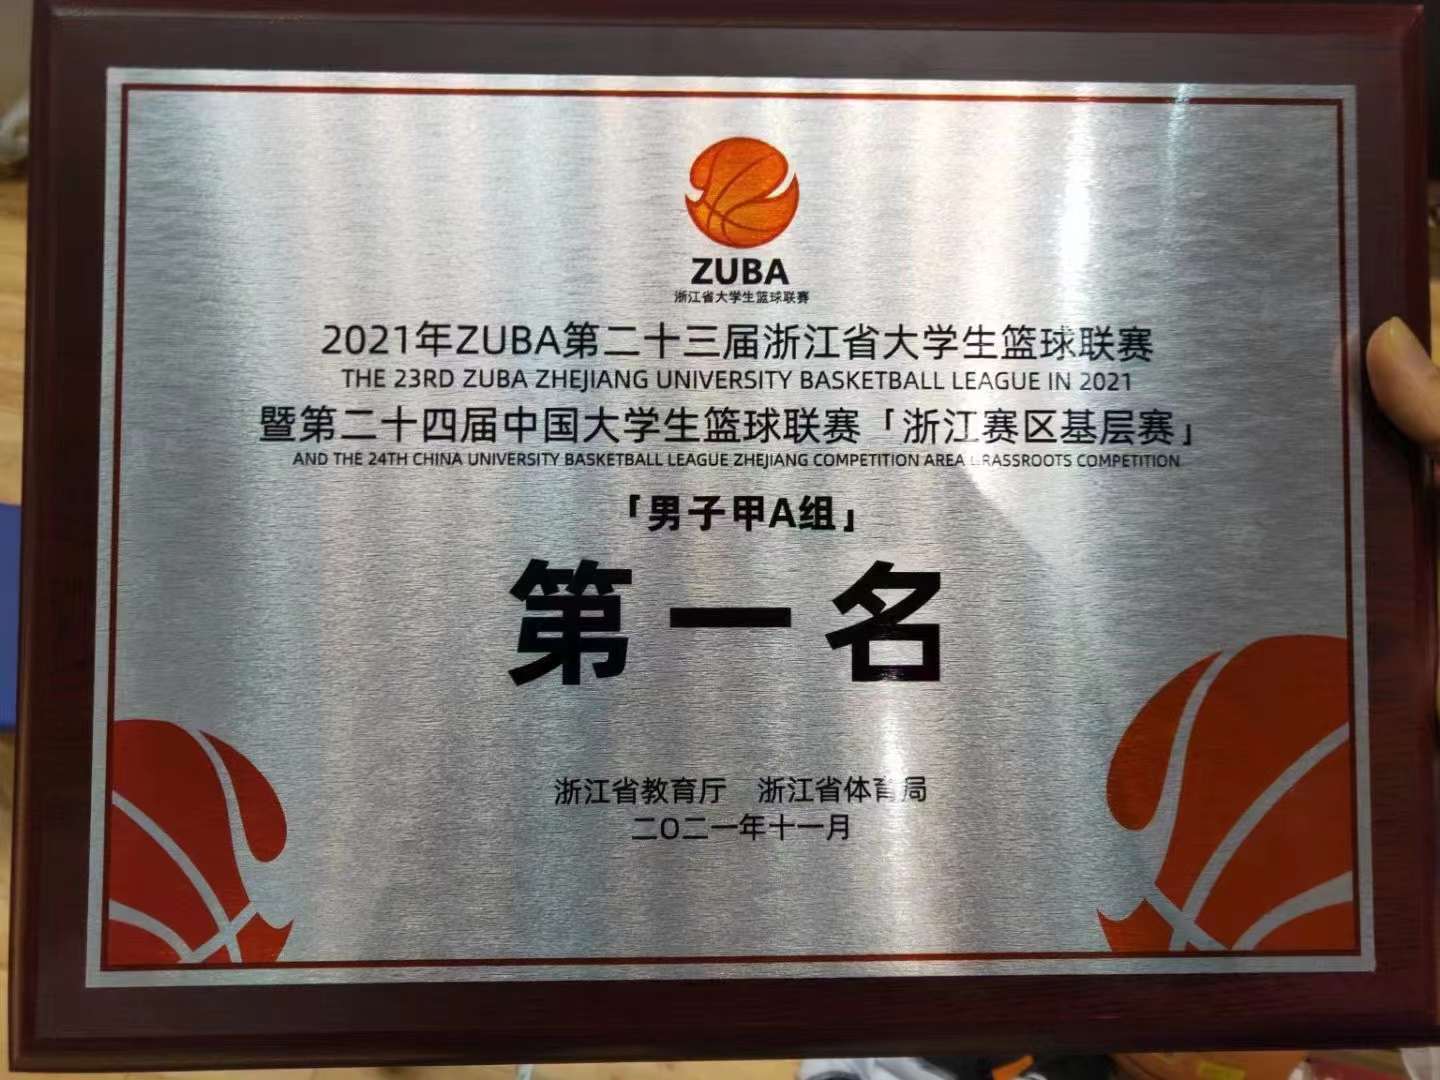 ZUBA
浙江省大学生篮球联赛
2021年ZUBA第二十三届浙江省大学生篮球联赛
THE 23RD ZUBA ZHEJIANG UNIVERSITY BASKETBALL LEAGUE IN 2021
暨第二十四届中国大学生篮球联赛「浙江赛区基层赛」
AND THE 24TH CHINA UNIVERSITY BASKETBALL LEAGUE ZHEJIANG COMPETITION AREA GRASSROOTS COMPETITION
「男子甲A组」
第一名
浙江省教育厅 浙江省体育局
二〇二一年十一月